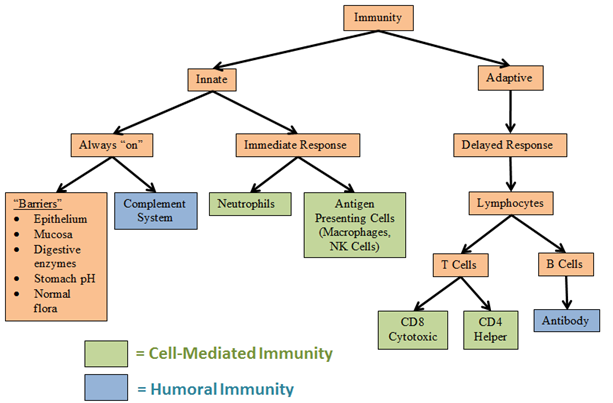 Immunity
Innate
Adaptive
Always "on"
Immediate Response
Delayed Response
"Barriers"
• Epithelium
• Mucosa
• Digestive
enzymes
• Stomach pH
• Normal
flora
Complement
System
Neutrophils
Antigen
Presenting Cells
(Macrophages,
NK Cells)
Lymphocytes
T Cells
B Cells
CD8
Cytotoxic
CD4
Helper
Antibody
= Cell-Mediated Immunity
= Humoral Immunity